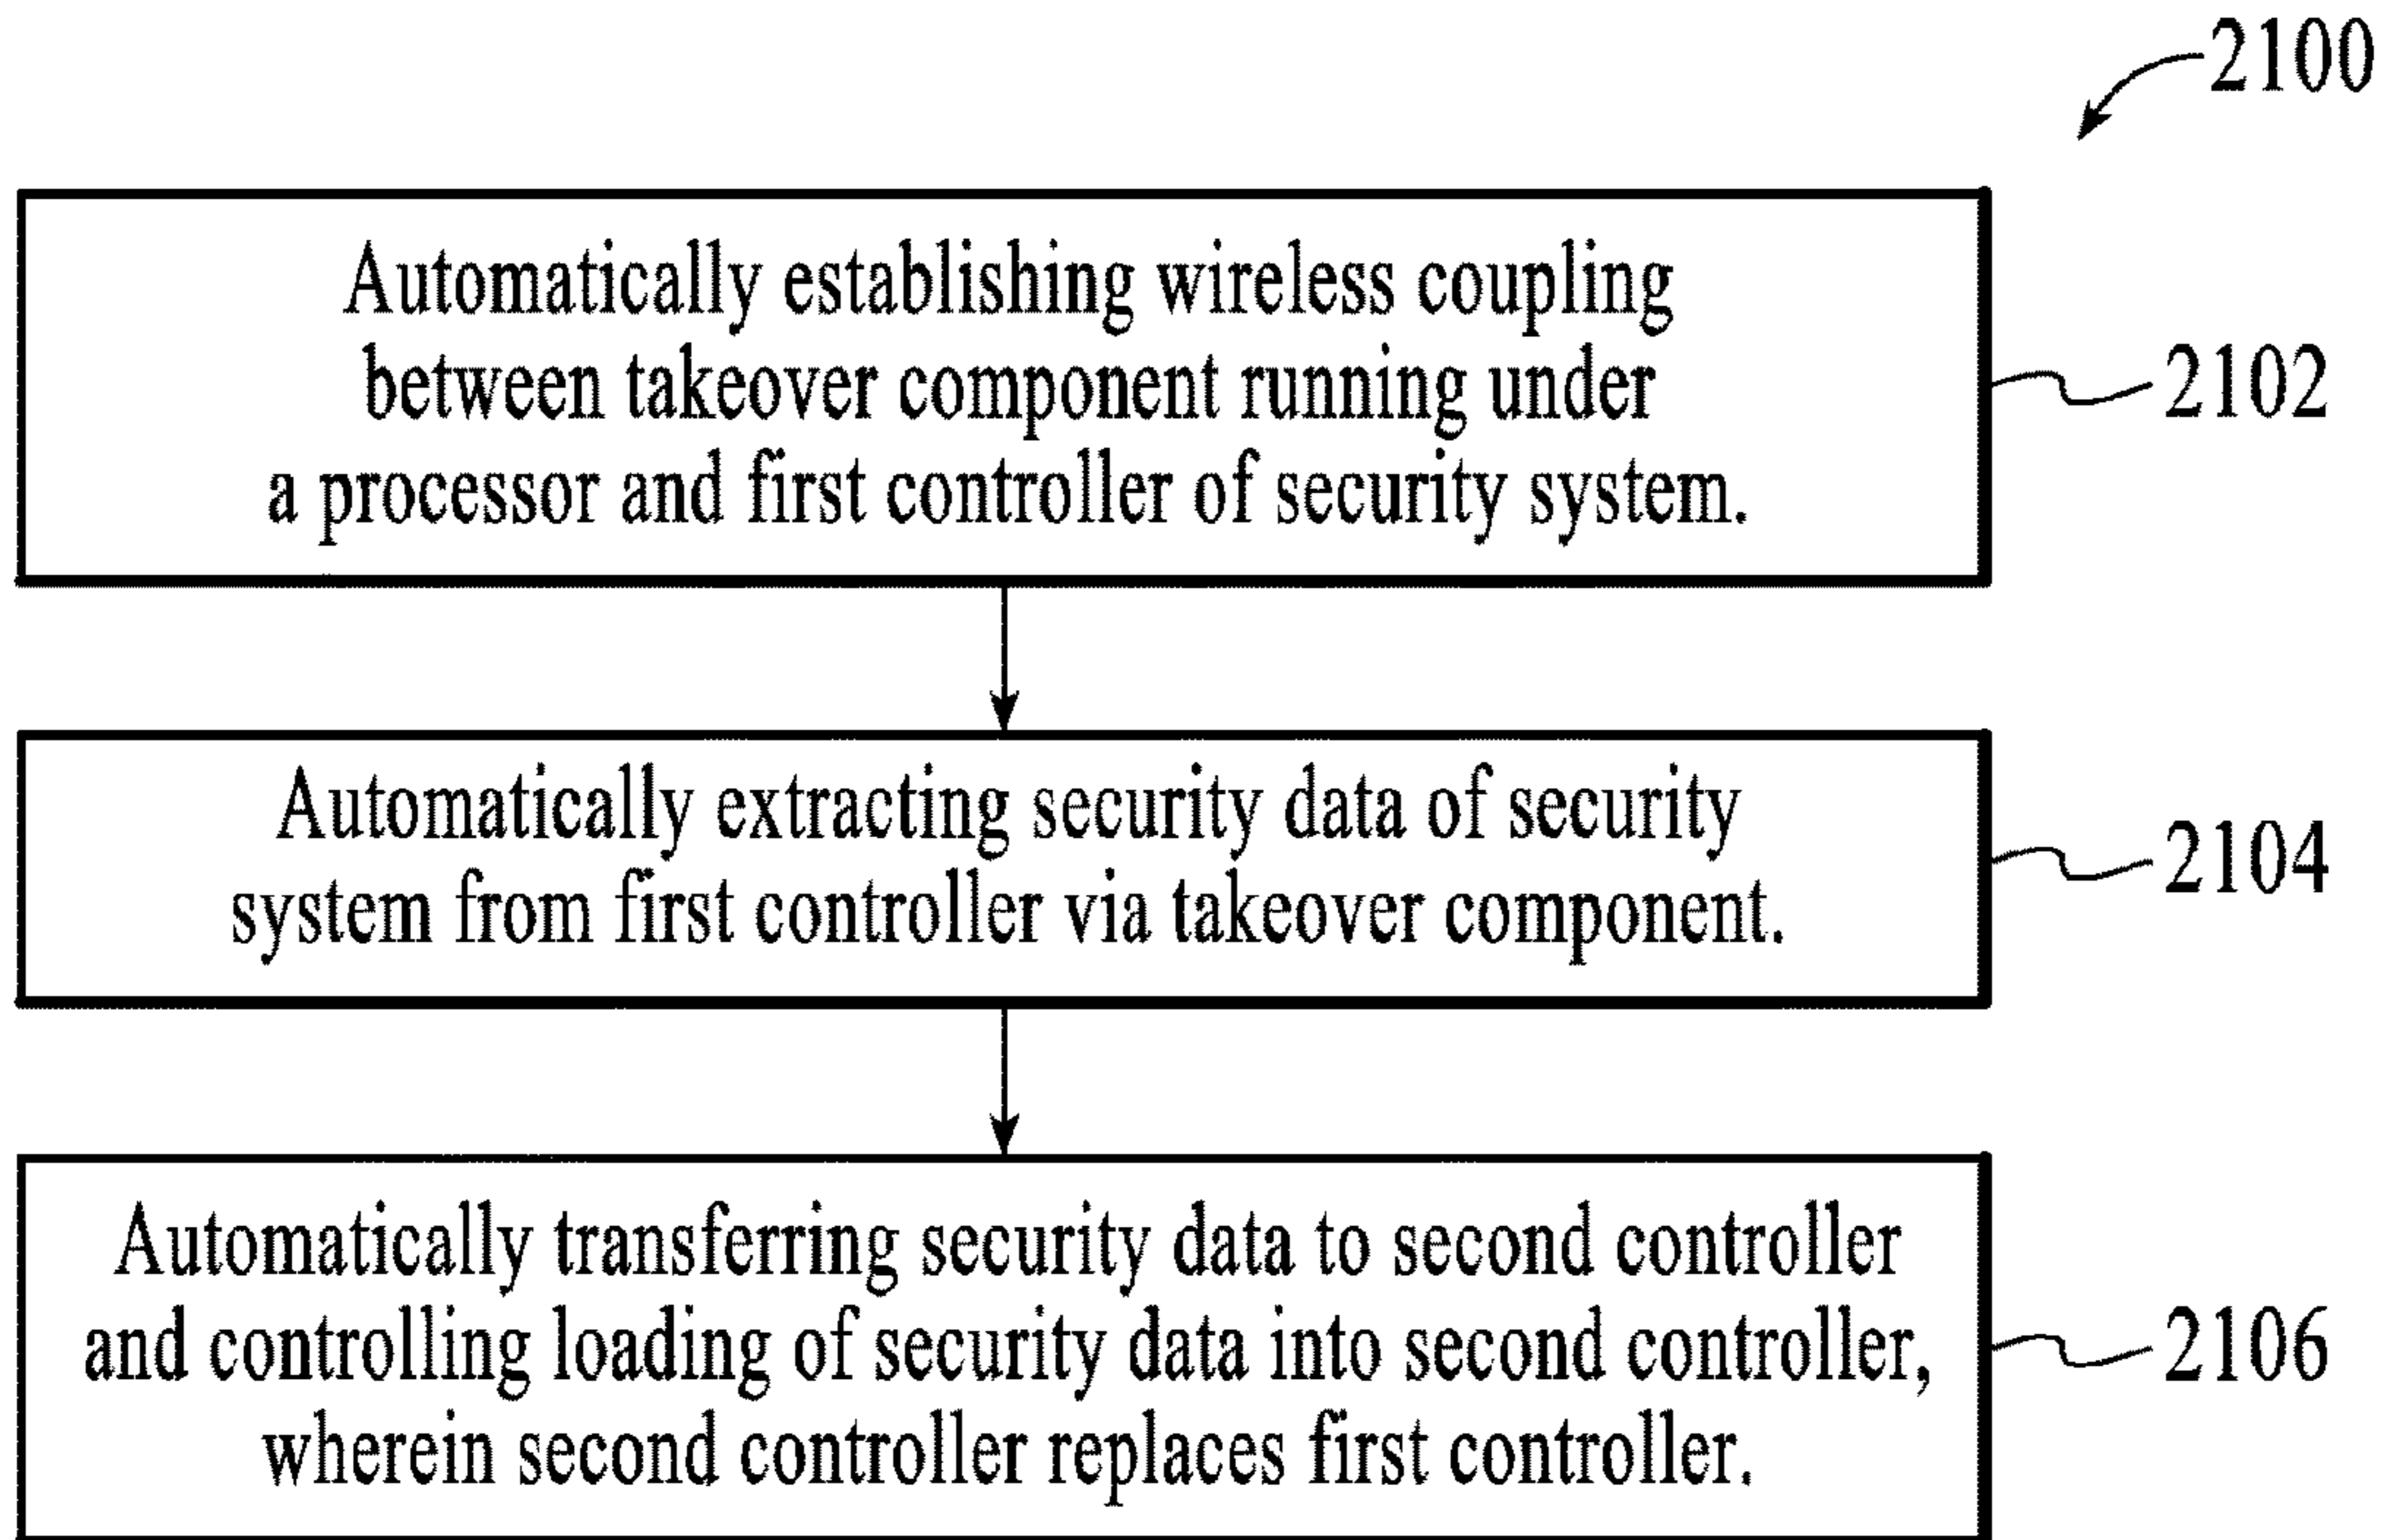 2100
Automatically establishing wireless coupling
between takeover component running under
a processor and first controller of security system.
2102
Automatically extracting security data of security
system from first controller via takeover component.
2104
Automatically transferring security data to second controller
and controlling loading of security data into second controller,
wherein second controller replaces first controller.
2106